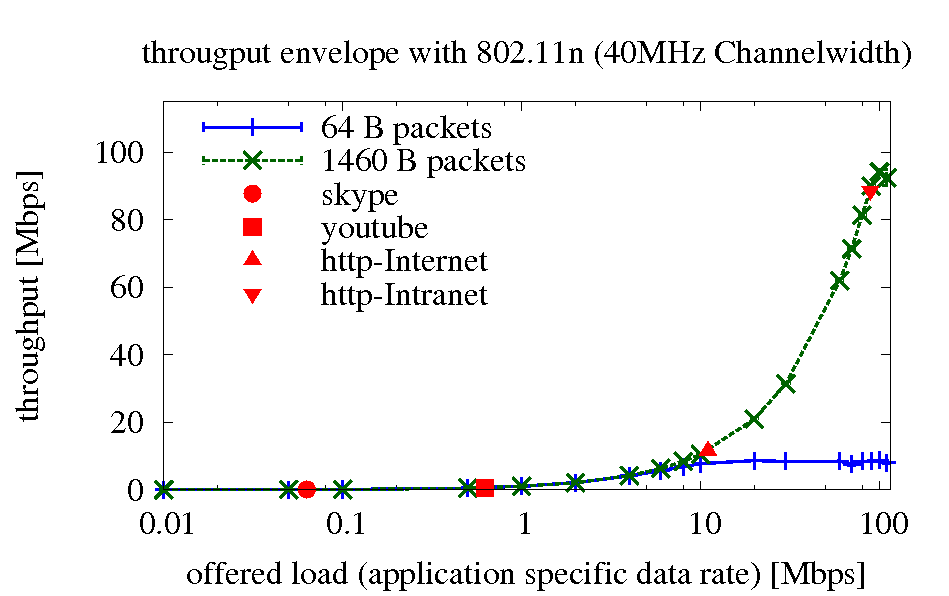 througput envelope with 802.11n (40MHz Channelwidth)
64 B packets
1460 B packets
skype
youtube
http-Internet
http-Intranet
throughput [Mbps]
100
80
60
40
20
0
0.01 0.1 1 10 100
offered load (application specific data rate) [Mbps]